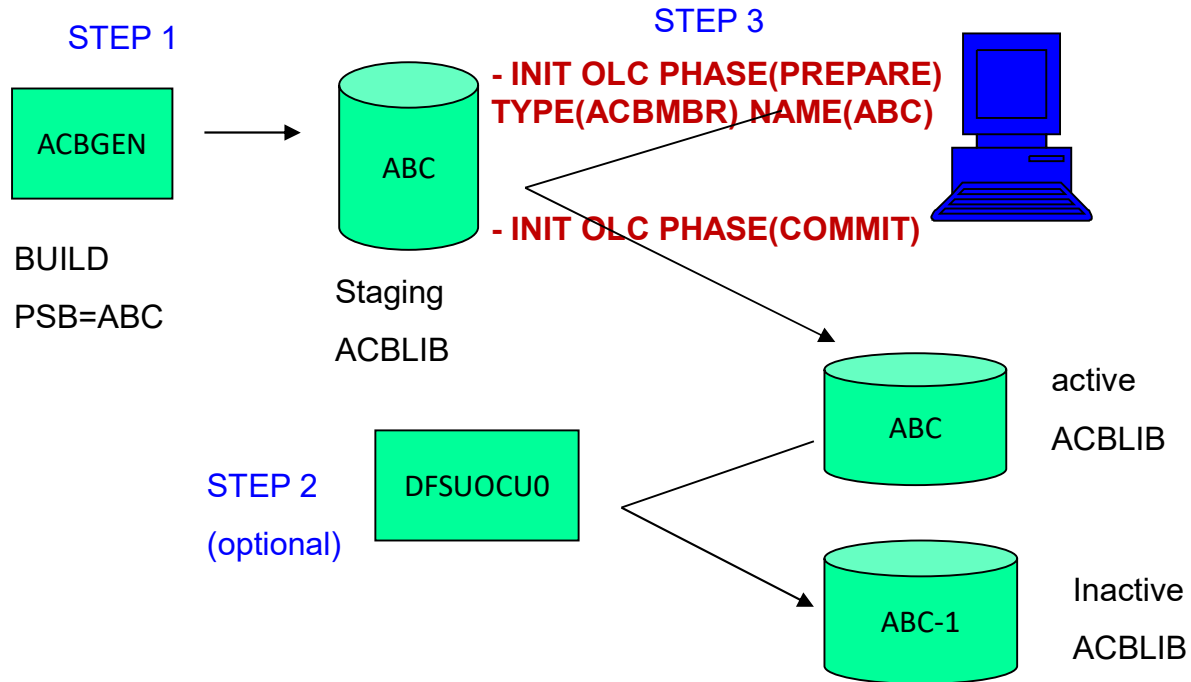 STEP 1
ACBGEN
BUILD
PSB=ABC
ABC
Staging
ACBLIB
STEP 3
- INIT OLC PHASE(PREPARE)
TYPE(ACBMBR) NAME(ABC)
- INIT OLC PHASE(COMMIT)
ABC
active
ACBLIB
STEP 2
(optional)
DFSUOCU0
ABC-1
Inactive
ACBLIB